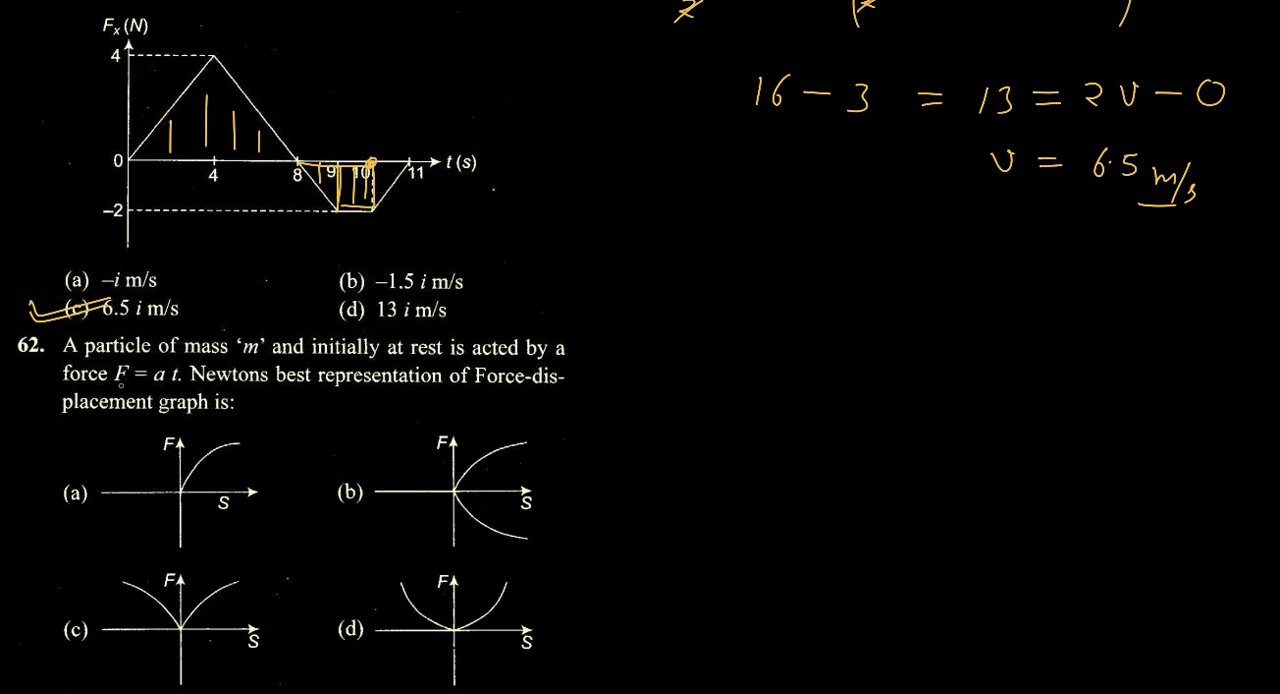 F_x (N)
4
0
4
8
9
10
11
t (s)
–2
(a) –i m/s
(b) –1.5 i m/s
(c) 6.5 i m/s
(d) 13 i m/s
62. A particle of mass ‘m’ and initially at rest is acted by a
force F = a t. Newtons best representation of Force-dis-
placement graph is:
(a)
F
S
(b)
F
S
(c)
F
S
(d)
F
S
16 – 3 = 13 = 2v – 0
v = 6.5 m/s